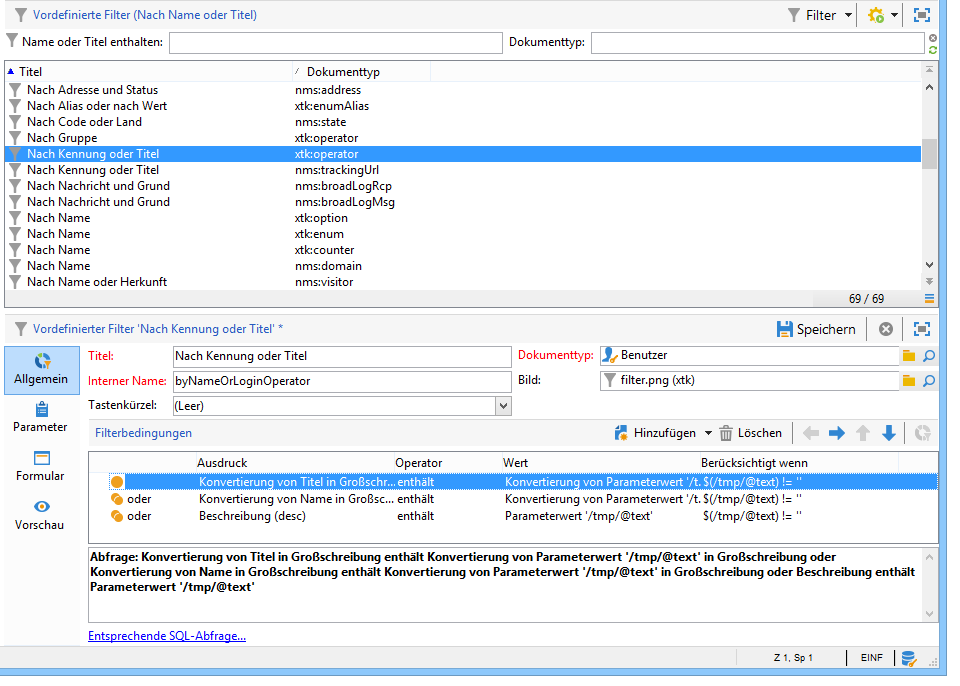 Vordefinierte Filter (Nach Name oder Titel) Filter
Name oder Titel enthalten: Dokumenttyp:
Titel Dokumenttyp
Nach Adresse und Status nms:address
Nach Alias oder nach Wert xtk:enumAlias
Nach Code oder Land nms:state
Nach Gruppe xtk:operator
Nach Kennung oder Titel xtk:operator
Nach Kennung oder Titel nms:trackingUrl
Nach Nachricht und Grund nms:broadLogRcp
Nach Nachricht und Grund nms:broadLogMsg
Nach Name xtk:option
Nach Name xtk:enum
Nach Name xtk:counter
Nach Name nms:domain
Nach Name oder Herkunft nms:visitor
69 / 69
Vordefinierter Filter 'Nach Kennung oder Titel' * Speichern
Allgemein
Parameter
Formular
Vorschau
Titel: Nach Kennung oder Titel Dokumenttyp: Benutzer
Interner Name: byNameOrLoginOperator Bild: filter.png (xtk)
Tastenkürzel: (Leer)
Filterbedingungen Hinzufügen Löschen
Ausdruck Operator Wert Berücksichtigt wenn
Konvertierung von Titel in Großschr... enthält Konvertierung von Parameterwert '/t. $(/tmp/@text) != ''
oder Konvertierung von Name in Großsc... enthält Konvertierung von Parameterwert '/t. $(/tmp/@text) != ''
oder Beschreibung (desc) enthält Parameterwert '/tmp/@text' $(/tmp/@text) != ''
Abfrage: Konvertierung von Titel in Großschreibung enthält Konvertierung von Parameterwert '/tmp/@text' in Großschreibung oder
Konvertierung von Name in Großschreibung enthält Konvertierung von Parameterwert '/tmp/@text' in Großschreibung oder Beschreibung enthält
Parameterwert '/tmp/@text'
Entsprechende SQL-Abfrage...
Z 1, Sp 1 EINF